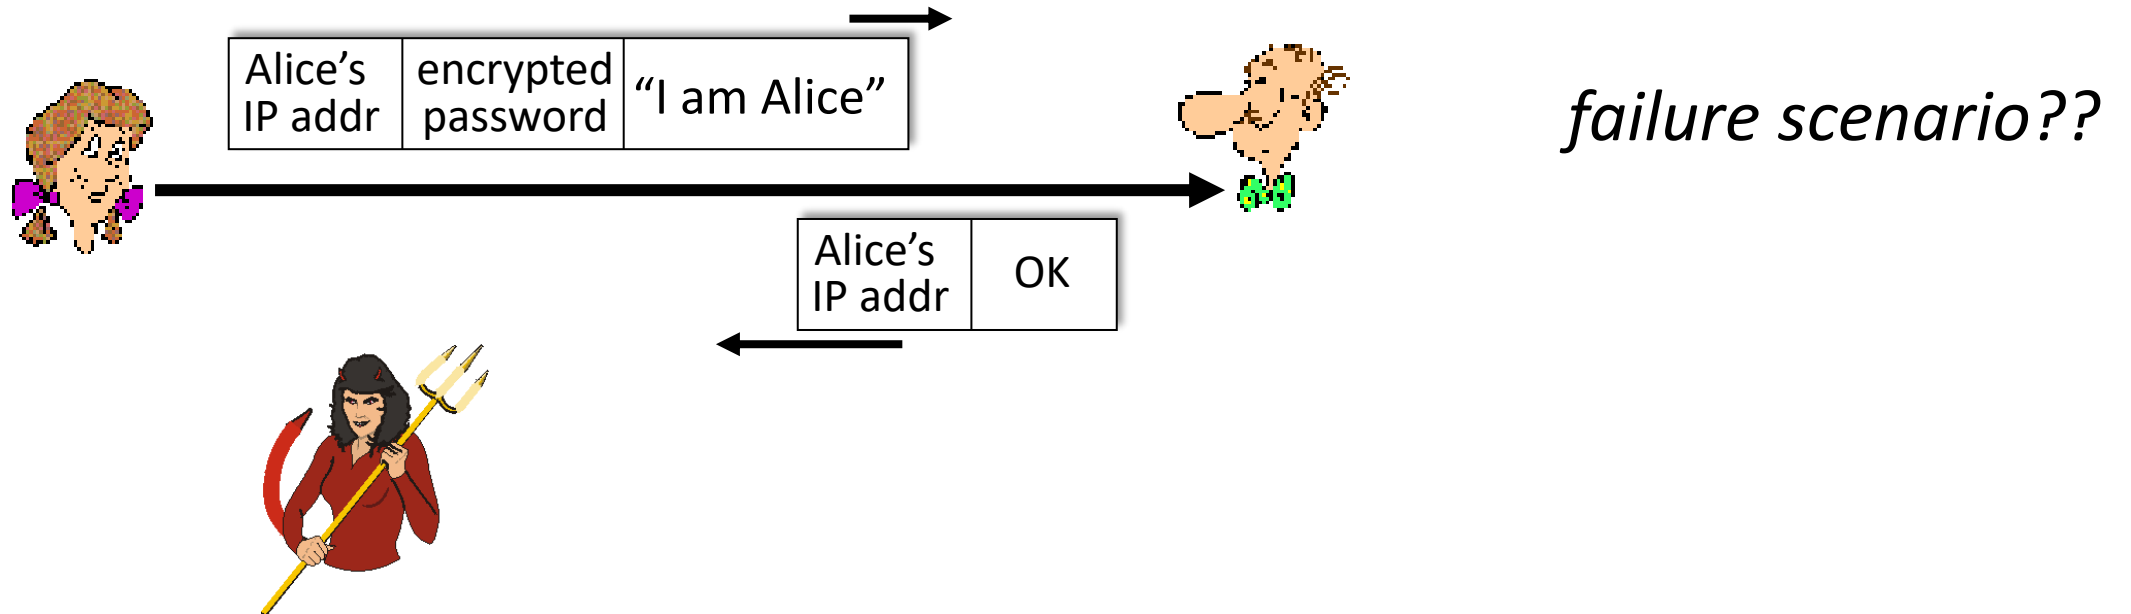 Alice’s
IP addr
encrypted
password
“I am Alice”
failure scenario??
Alice’s
IP addr
OK